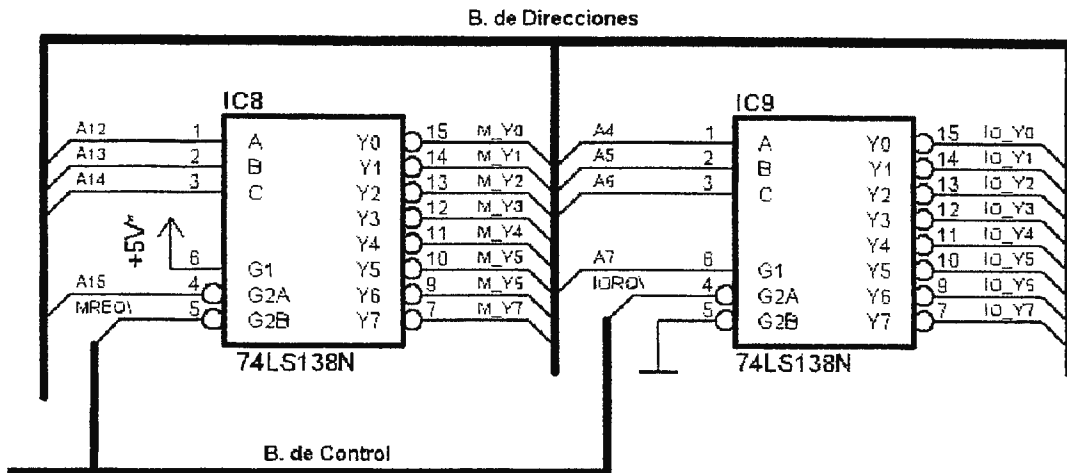 B. de Direcciones
IC8
A12 1 A Y0 15 M_Y0
A13 2 B Y1 14 M_Y1
A14 3 C Y2 13 M_Y2
Y3 12 M_Y3
Y4 11 M_Y4
+5V
6 G1 Y5 10 M_Y5
A15 4 G2A Y6 9 M_Y6
MREQ\ 5 G2B Y7 7 M_Y7
74LS138N
IC9
A4 1 A Y0 15 IO_Y0
A5 2 B Y1 14 IO_Y1
A6 3 C Y2 13 IO_Y2
Y3 12 IO_Y3
Y4 11 IO_Y4
A7 6 G1 Y5 10 IO_Y5
IORQ\ 4 G2A Y6 9 IO_Y6
5 G2B Y7 7 IO_Y7
74LS138N
B. de Control